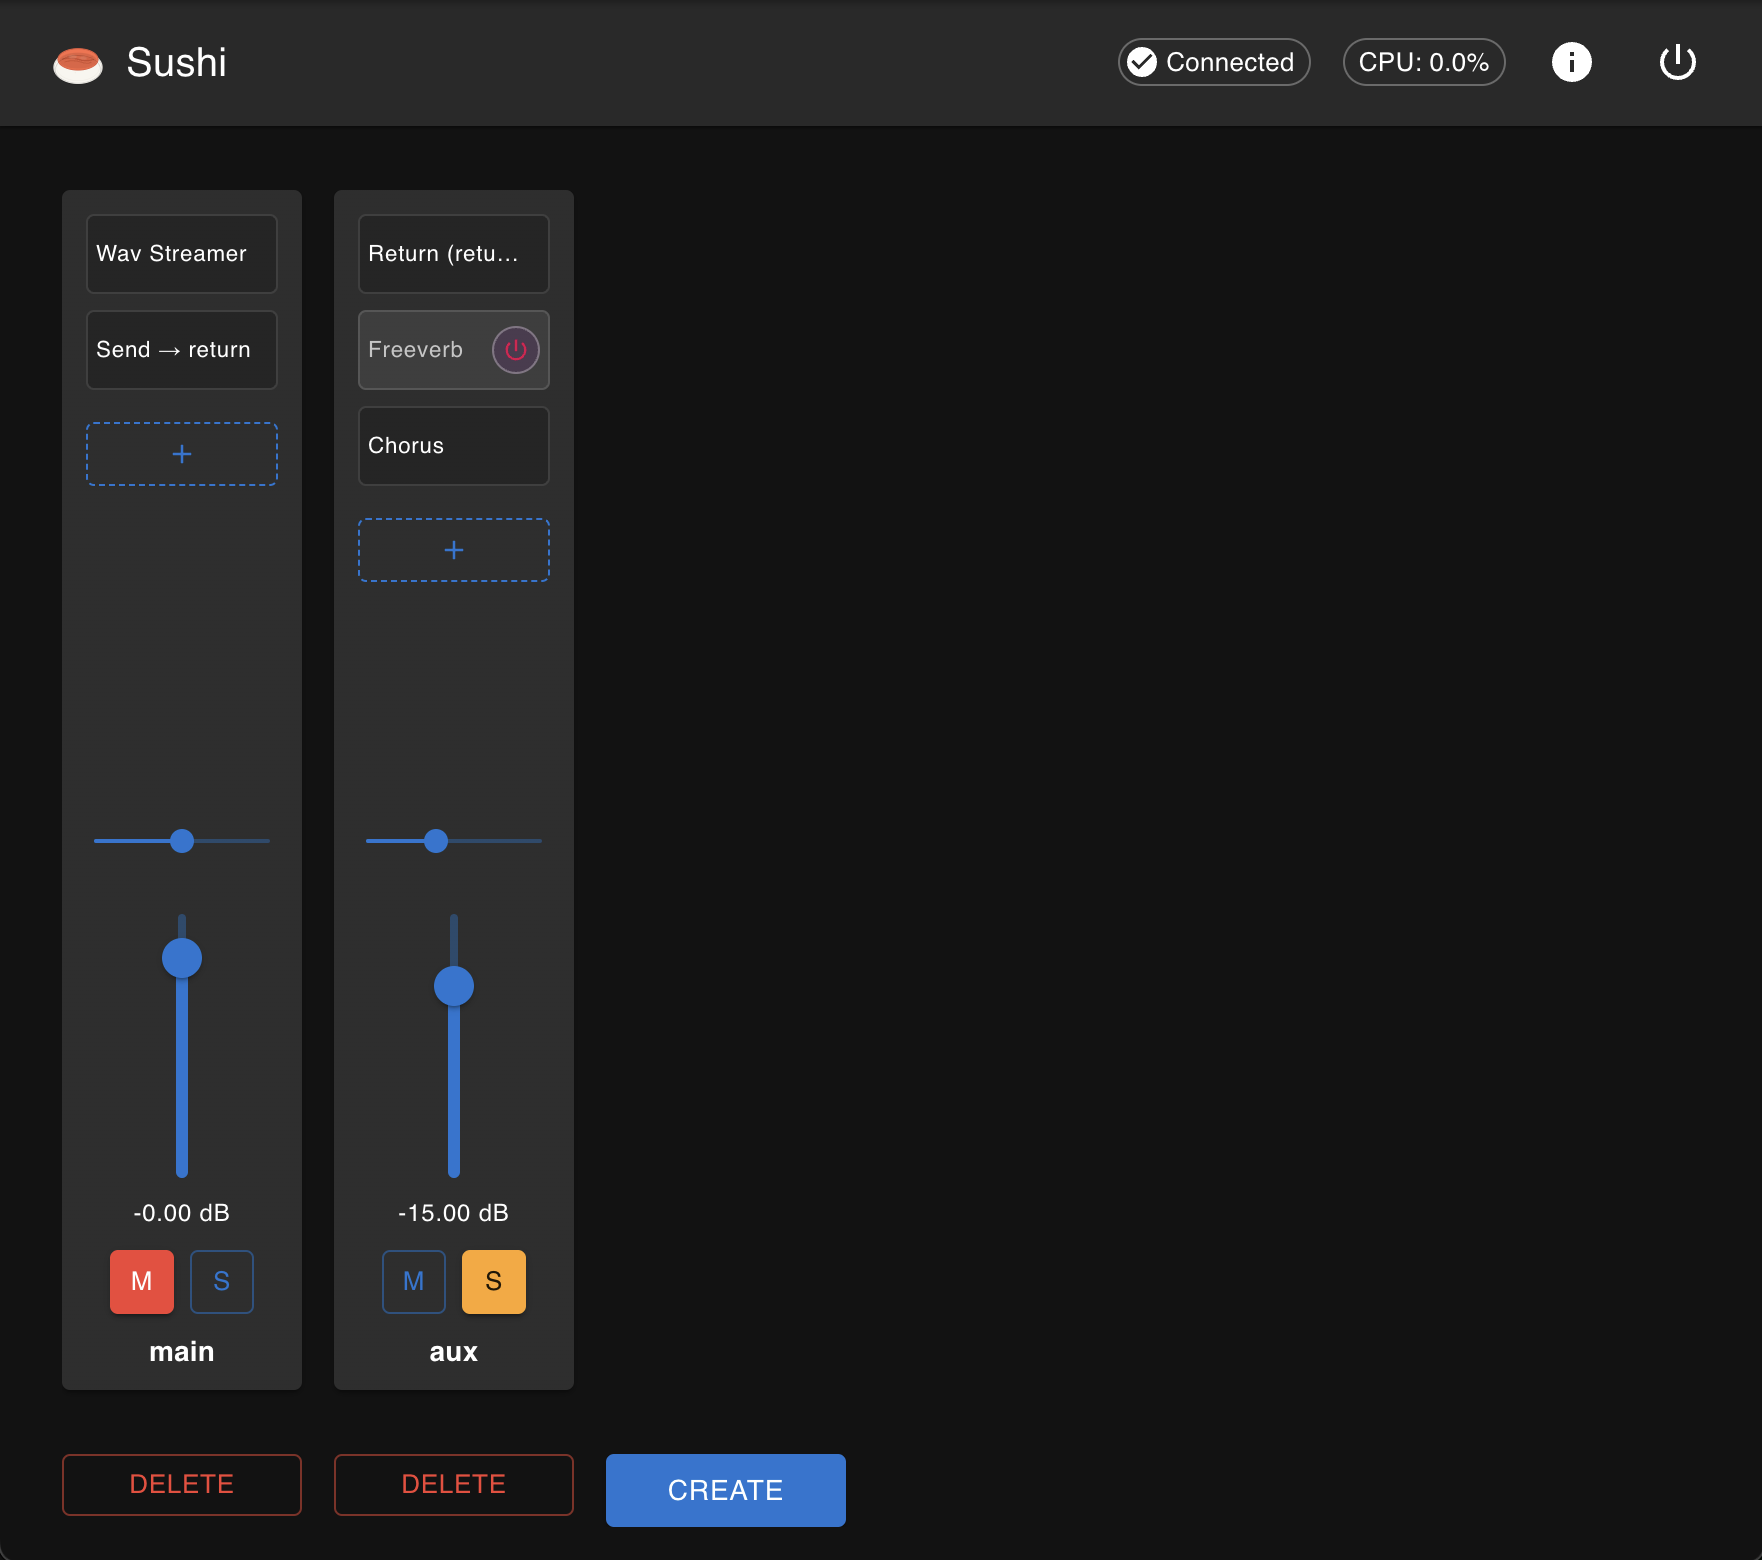 Sushi
Connected
CPU: 0.0%
Wav Streamer
Send → return
+
-0.00 dB
M S
main
DELETE
Return (retu...
Freeverb
Chorus
+
-15.00 dB
M S
aux
DELETE
CREATE